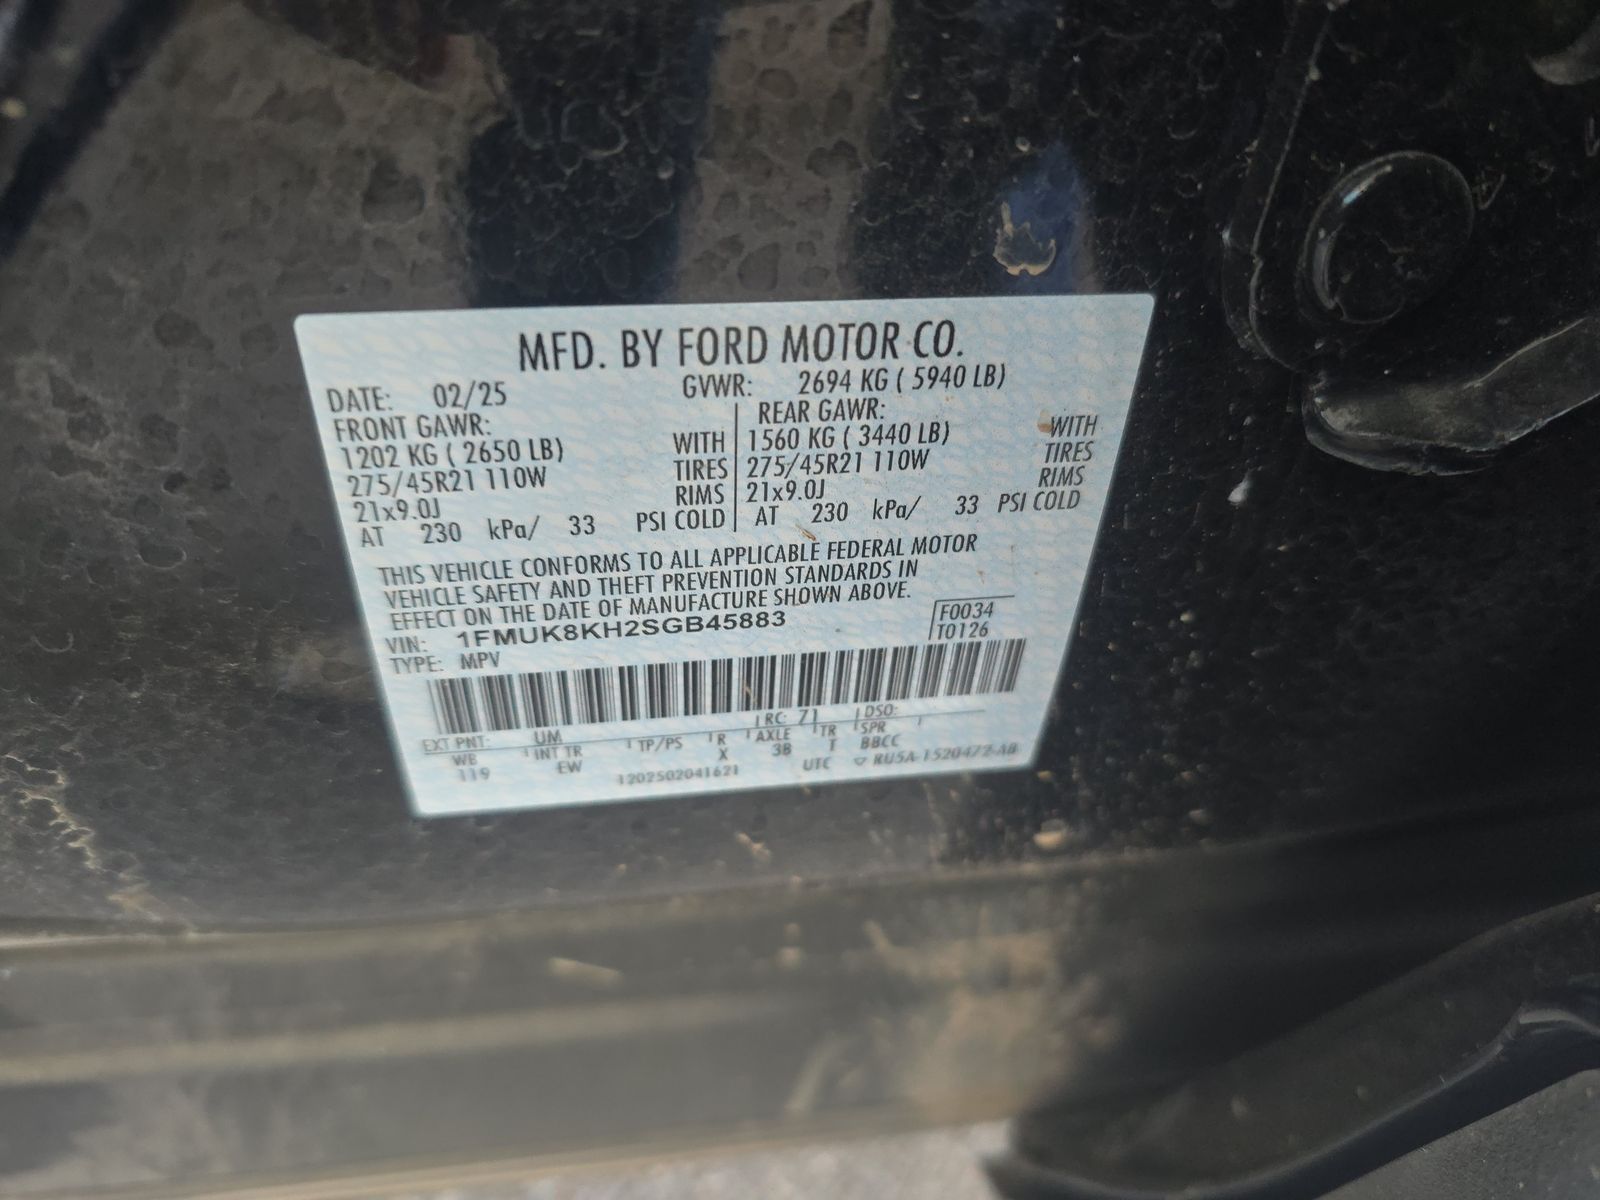 MFD. BY FORD MOTOR CO.
DATE: 02/25 GVWR: 2694 KG ( 5940 LB)
FRONT GAWR: REAR GAWR:
1202 KG ( 2650 LB) WITH 1560 KG ( 3440 LB) WITH
275/45R21 110W TIRES 275/45R21 110W TIRES
21x9.0J RIMS 21x9.0J RIMS
AT 230 kPa/ 33 PSI COLD AT 230 kPa/ 33 PSI COLD
THIS VEHICLE CONFORMS TO ALL APPLICABLE FEDERAL MOTOR
VEHICLE SAFETY AND THEFT PREVENTION STANDARDS IN
EFFECT ON THE DATE OF MANUFACTURE SHOWN ABOVE.
VIN: 1FMUK8KH2SGB45883 F0034
TYPE: MPV T0126
EXT PNT: UM RC: 71 DSO:
WB INT TR TP/PS R AXLE TR SPR
119 EW X 3B T BBCC
1202502041621 UTC ▽ RU5A-1520472-AB